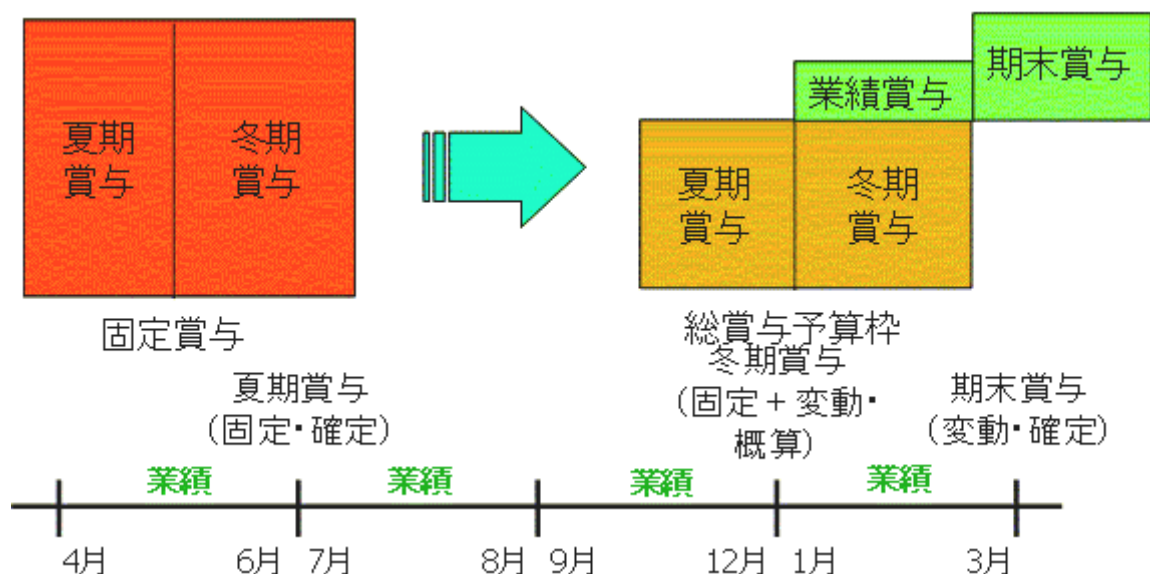 夏期
賞与
冬期
賞与
業績賞与
期末賞与
夏期
賞与
冬期
賞与
固定賞与
総賞与予算枠
夏期賞与
(固定・確定)
冬期賞与
(固定+変動・
概算)
期末賞与
(変動・確定)
業績
業績
業績
業績
4月
6月
7月
8月
9月
12月
1月
3月